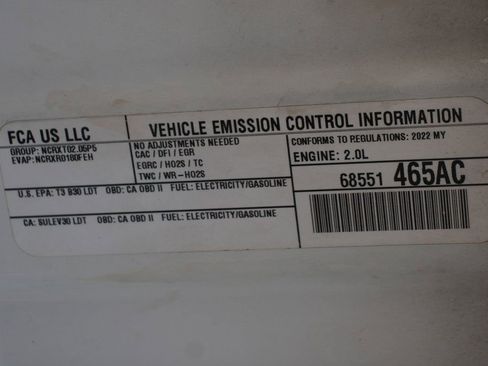 FCA US LLC
VEHICLE EMISSION CONTROL INFORMATION
GROUP: NCRXT02.05P5
EVAP: NCRXR0180FEH
NO ADJUSTMENTS NEEDED
CAC / DFI / EGR
EGRC / HO2S / TC
TWC / WR-HO2S
CONFORMS TO REGULATIONS: 2022 MY
ENGINE: 2.0L
68551 465AC
U.S. EPA: T3 B30 LDT OBD: CA OBD II FUEL: ELECTRICITY/GASOLINE
CA: SULEV30 LDT OBD: CA OBD II FUEL: ELECTRICITY/GASOLINE